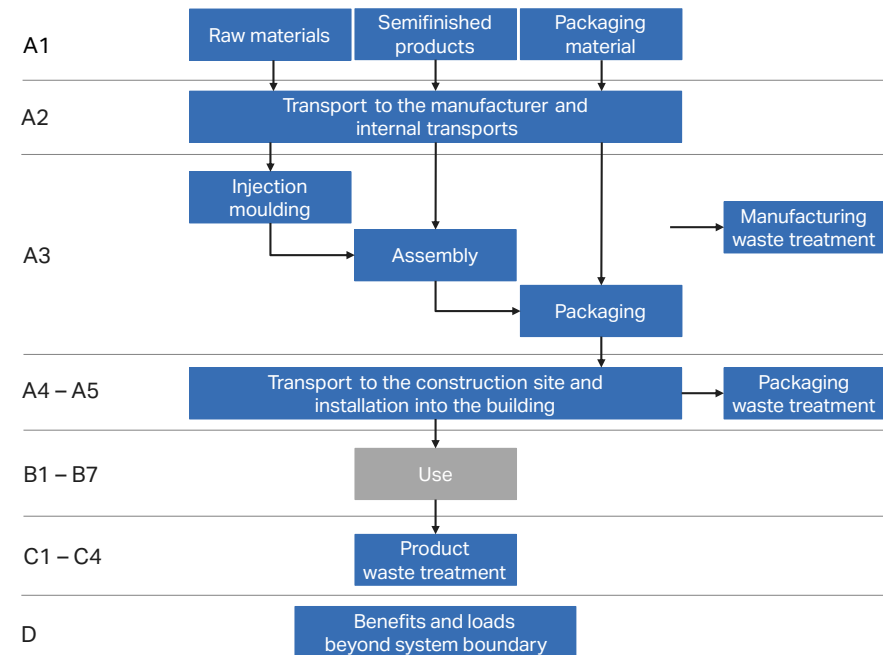 A1
Raw materials
Semifinished
products
Packaging
material
A2
Transport to the manufacturer and
internal transports
A3
Injection
moulding
Manufacturing
waste treatment
Assembly
Packaging
A4 – A5
Transport to the construction site and
installation into the building
Packaging
waste treatment
B1 – B7
Use
C1 – C4
Product
waste treatment
D
Benefits and loads
beyond system boundary